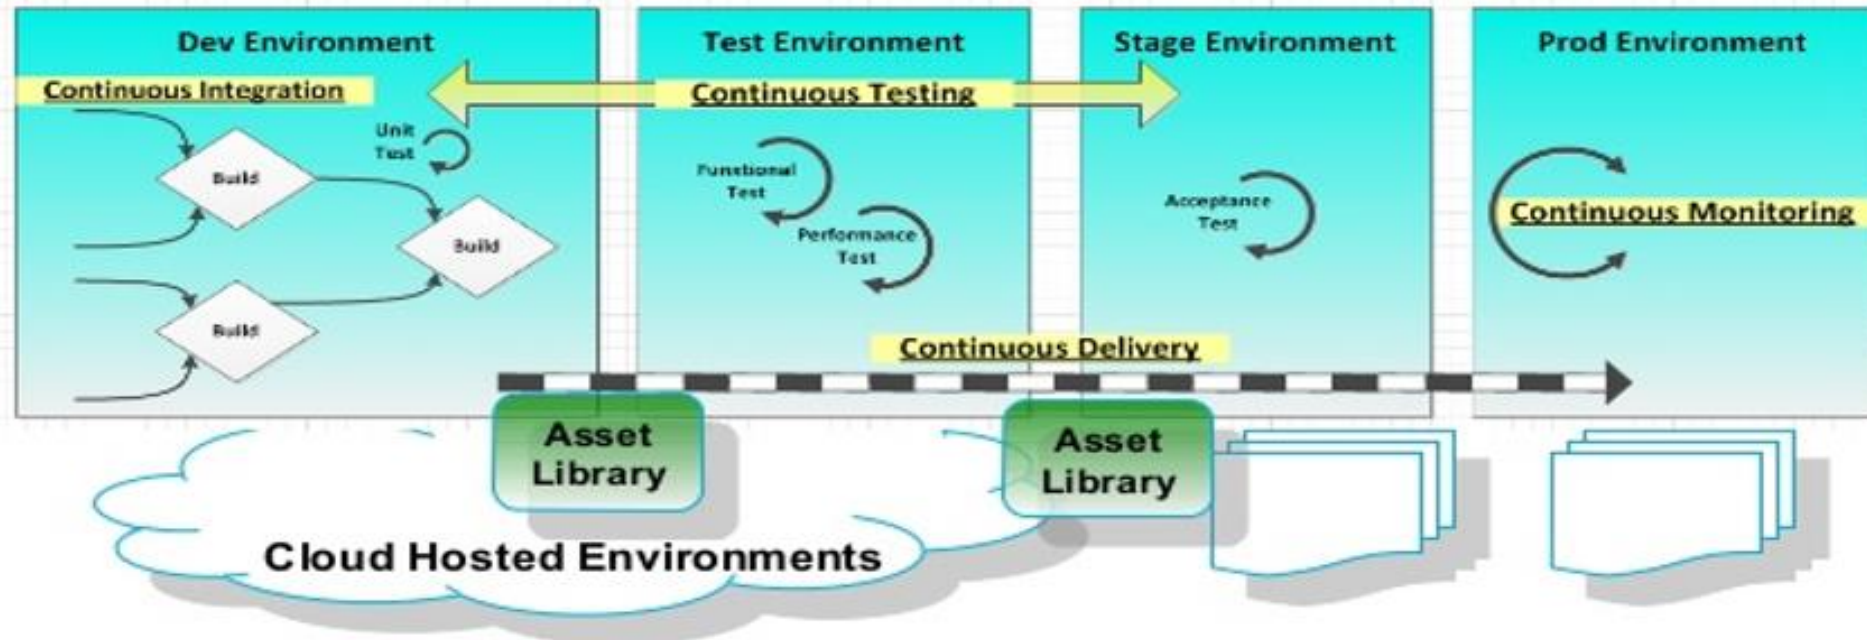 Dev Environment
Test Environment
Stage Environment
Prod Environment
Continuous Integration
Continuous Testing
Unit
Test
Build
Build
Build
Functional
Test
Performance
Test
Acceptance
Test
Continuous Monitoring
Continuous Delivery
Asset
Library
Asset
Library
Cloud Hosted Environments